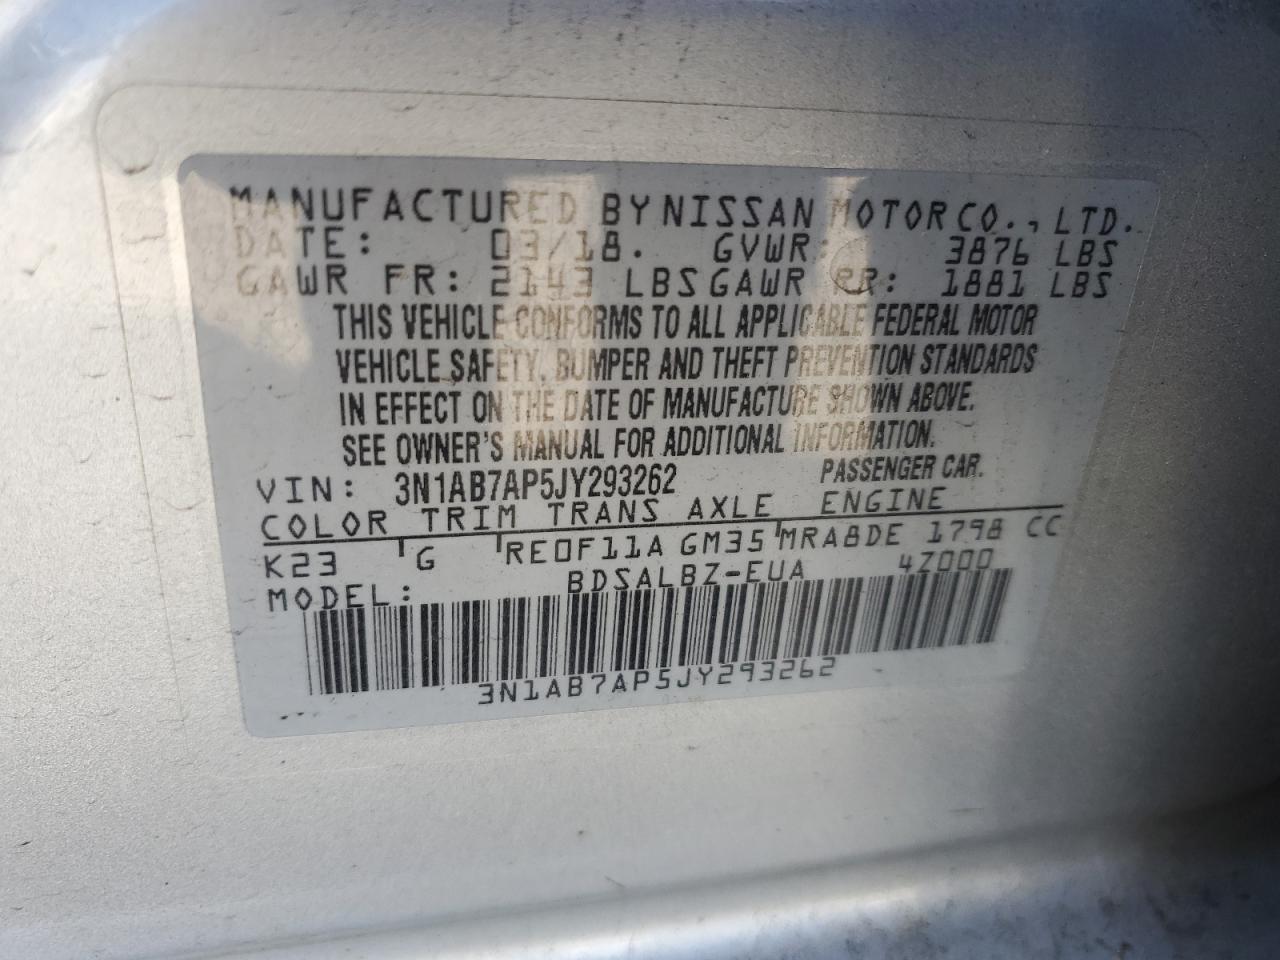 MANUFACTURED BY NISSAN MOTOR CO., LTD.
DATE: 03/18. GVWR: 3876 LBS
GAWR FR: 2143 LBS GAWR RR: 1881 LBS
THIS VEHICLE CONFORMS TO ALL APPLICABLE FEDERAL MOTOR
VEHICLE SAFETY, BUMPER AND THEFT PREVENTION STANDARDS
IN EFFECT ON THE DATE OF MANUFACTURE SHOWN ABOVE.
SEE OWNER'S MANUAL FOR ADDITIONAL INFORMATION.
VIN: 3N1AB7AP5JY293262 PASSENGER CAR.
COLOR TRIM TRANS AXLE ENGINE
K23 G RE0F11A GM35 MRA8DE 1798 CC
MODEL: BDSALBZ-EUA 4Z000
3N1AB7AP5JY293262